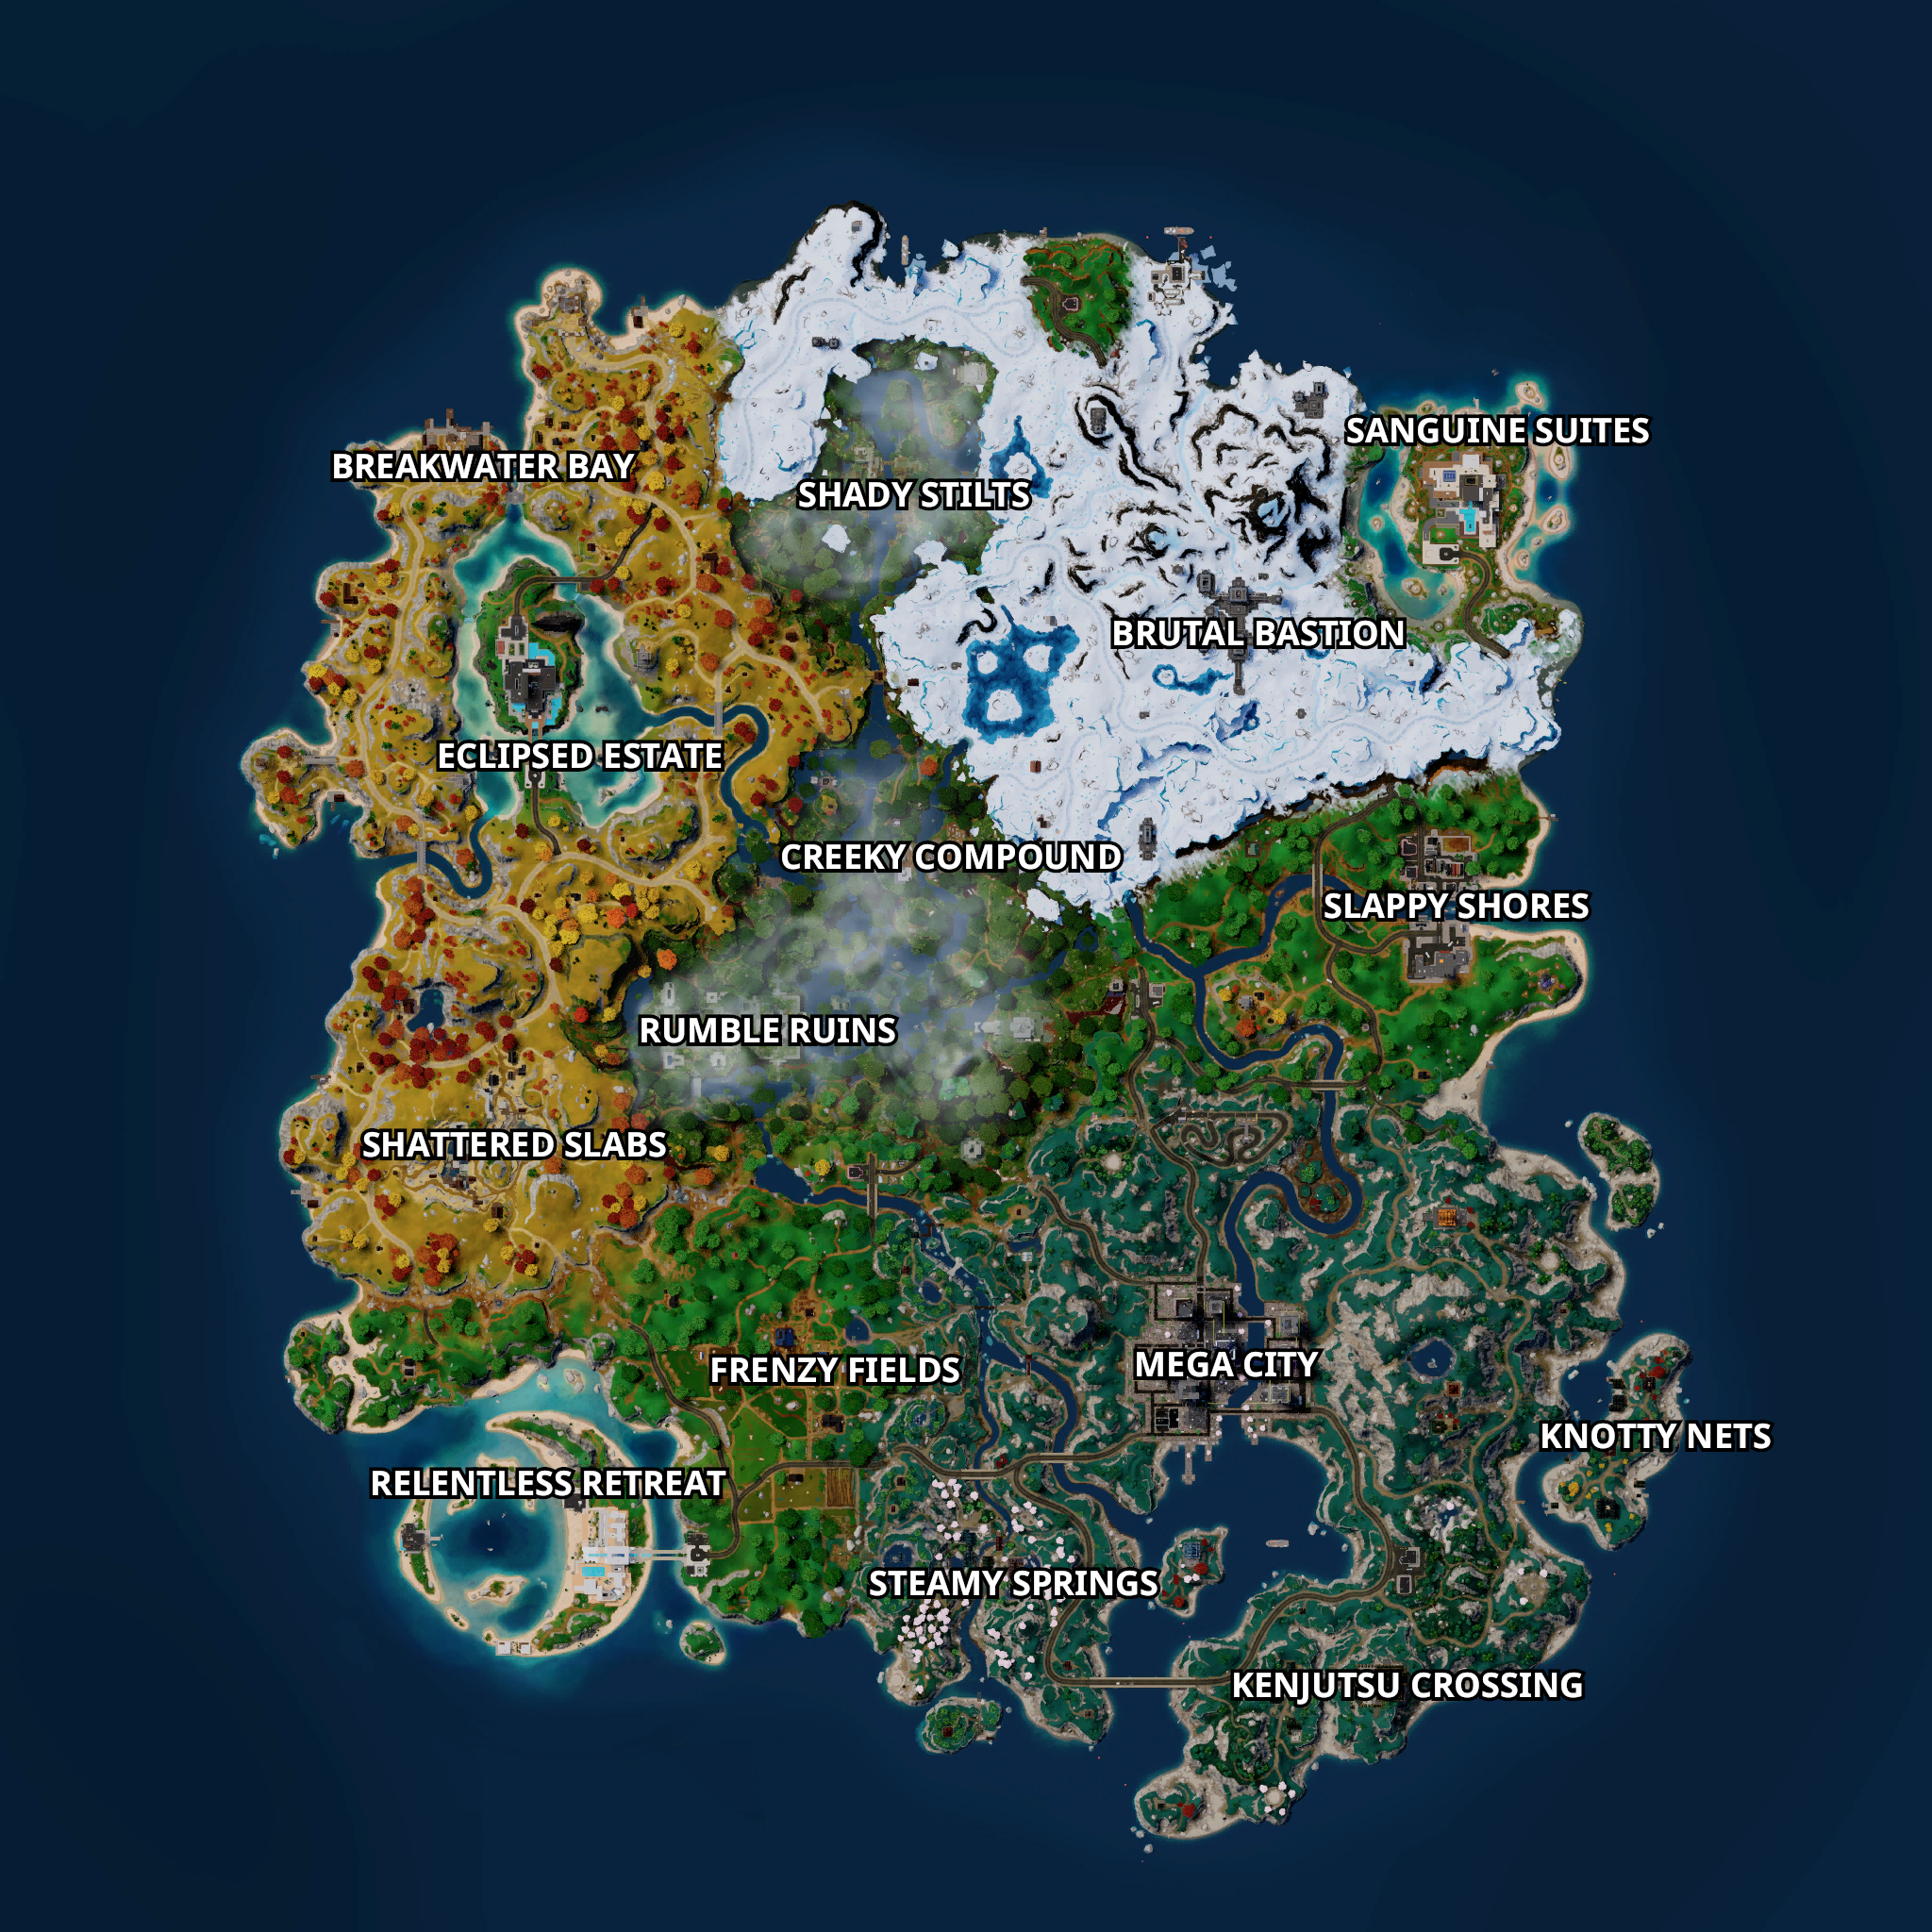 SANGUINE SUITES
BREAKWATER BAY
SHADY STILTS
BRUTAL BASTION
ECLIPSED ESTATE
CREEKY COMPOUND
SLAPPY SHORES
RUMBLE RUINS
SHATTERED SLABS
MEGA CITY
FRENZY FIELDS
KNOTTY NETS
RELENTLESS RETREAT
STEAMY SPRINGS
KENJUTSU CROSSING